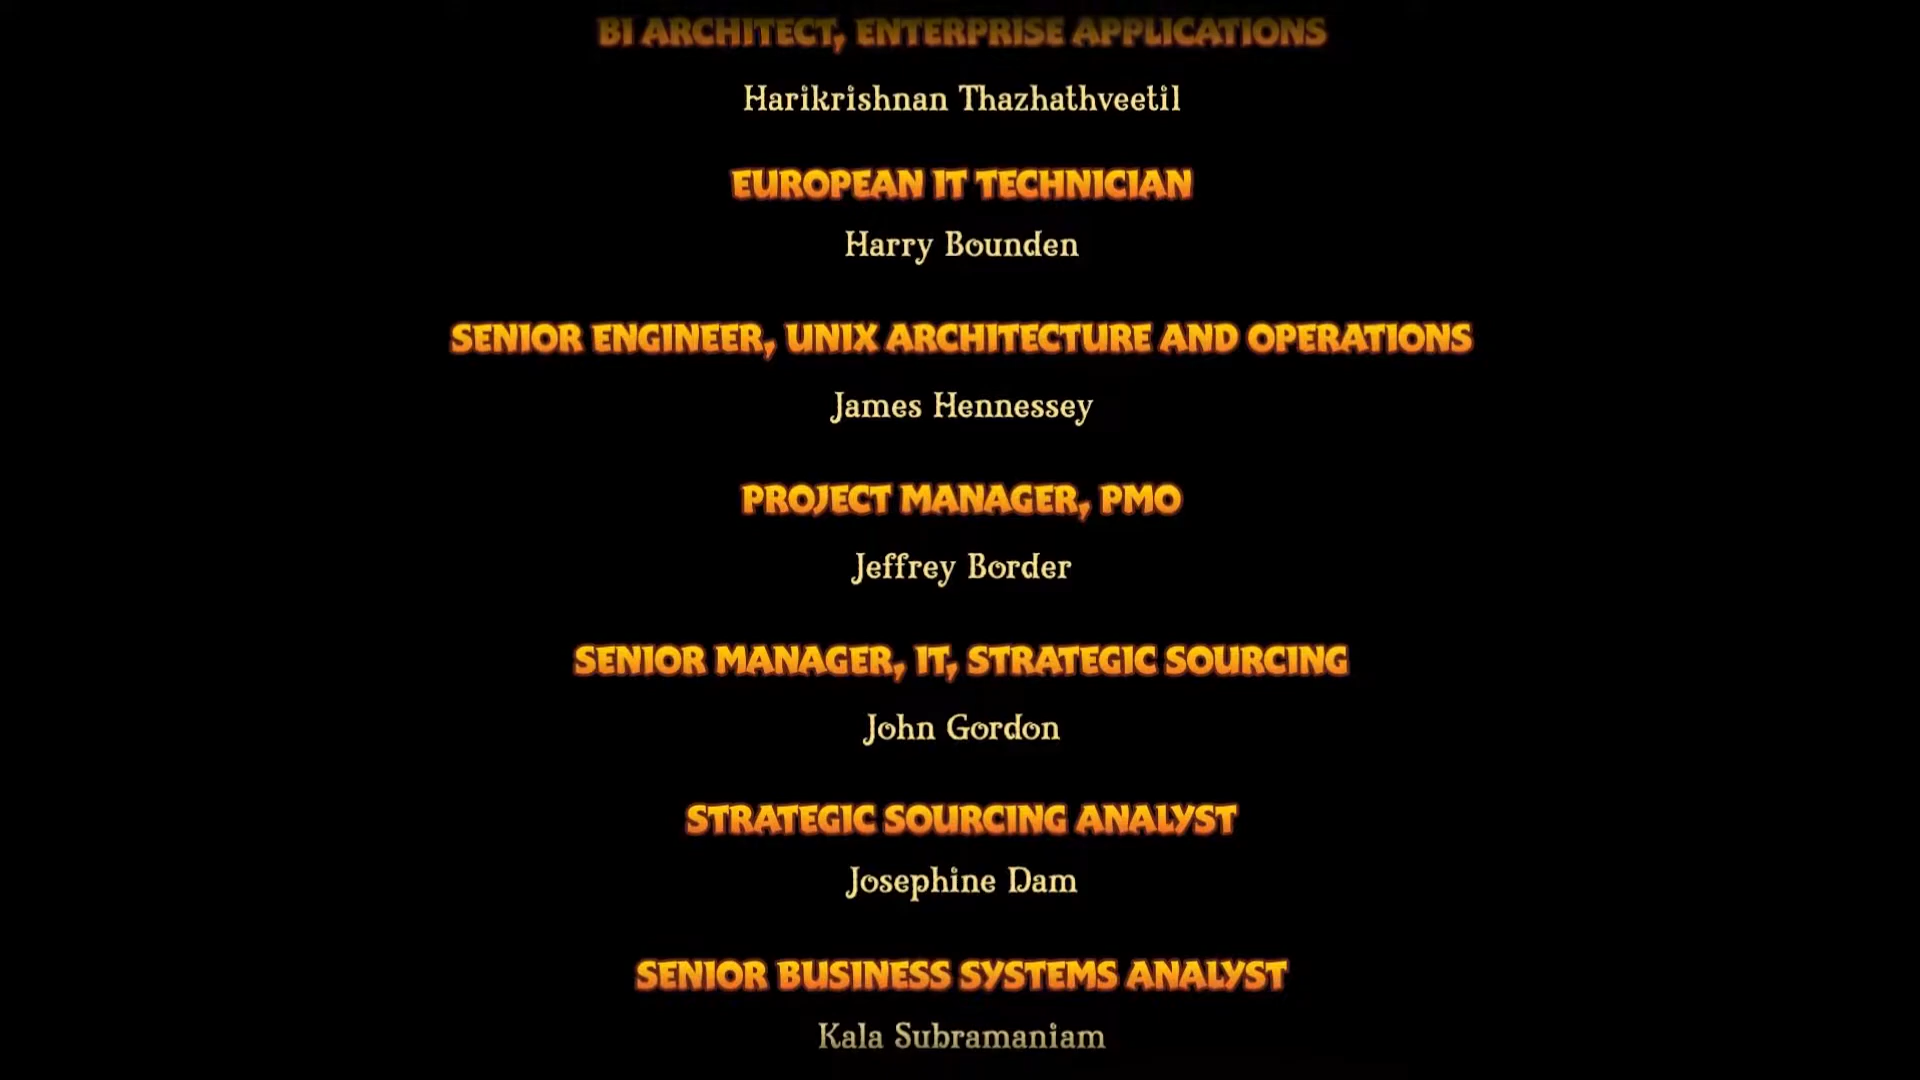 BI ARCHITECT, ENTERPRISE APPLICATIONS
Harikrishnan Thazhathveetil
EUROPEAN IT TECHNICIAN
Harry Bounden
SENIOR ENGINEER, UNIX ARCHITECTURE AND OPERATIONS
James Hennessey
PROJECT MANAGER, PMO
Jeffrey Border
SENIOR MANAGER, IT, STRATEGIC SOURCING
John Gordon
STRATEGIC SOURCING ANALYST
Josephine Dam
SENIOR BUSINESS SYSTEMS ANALYST
Kala Subramaniam